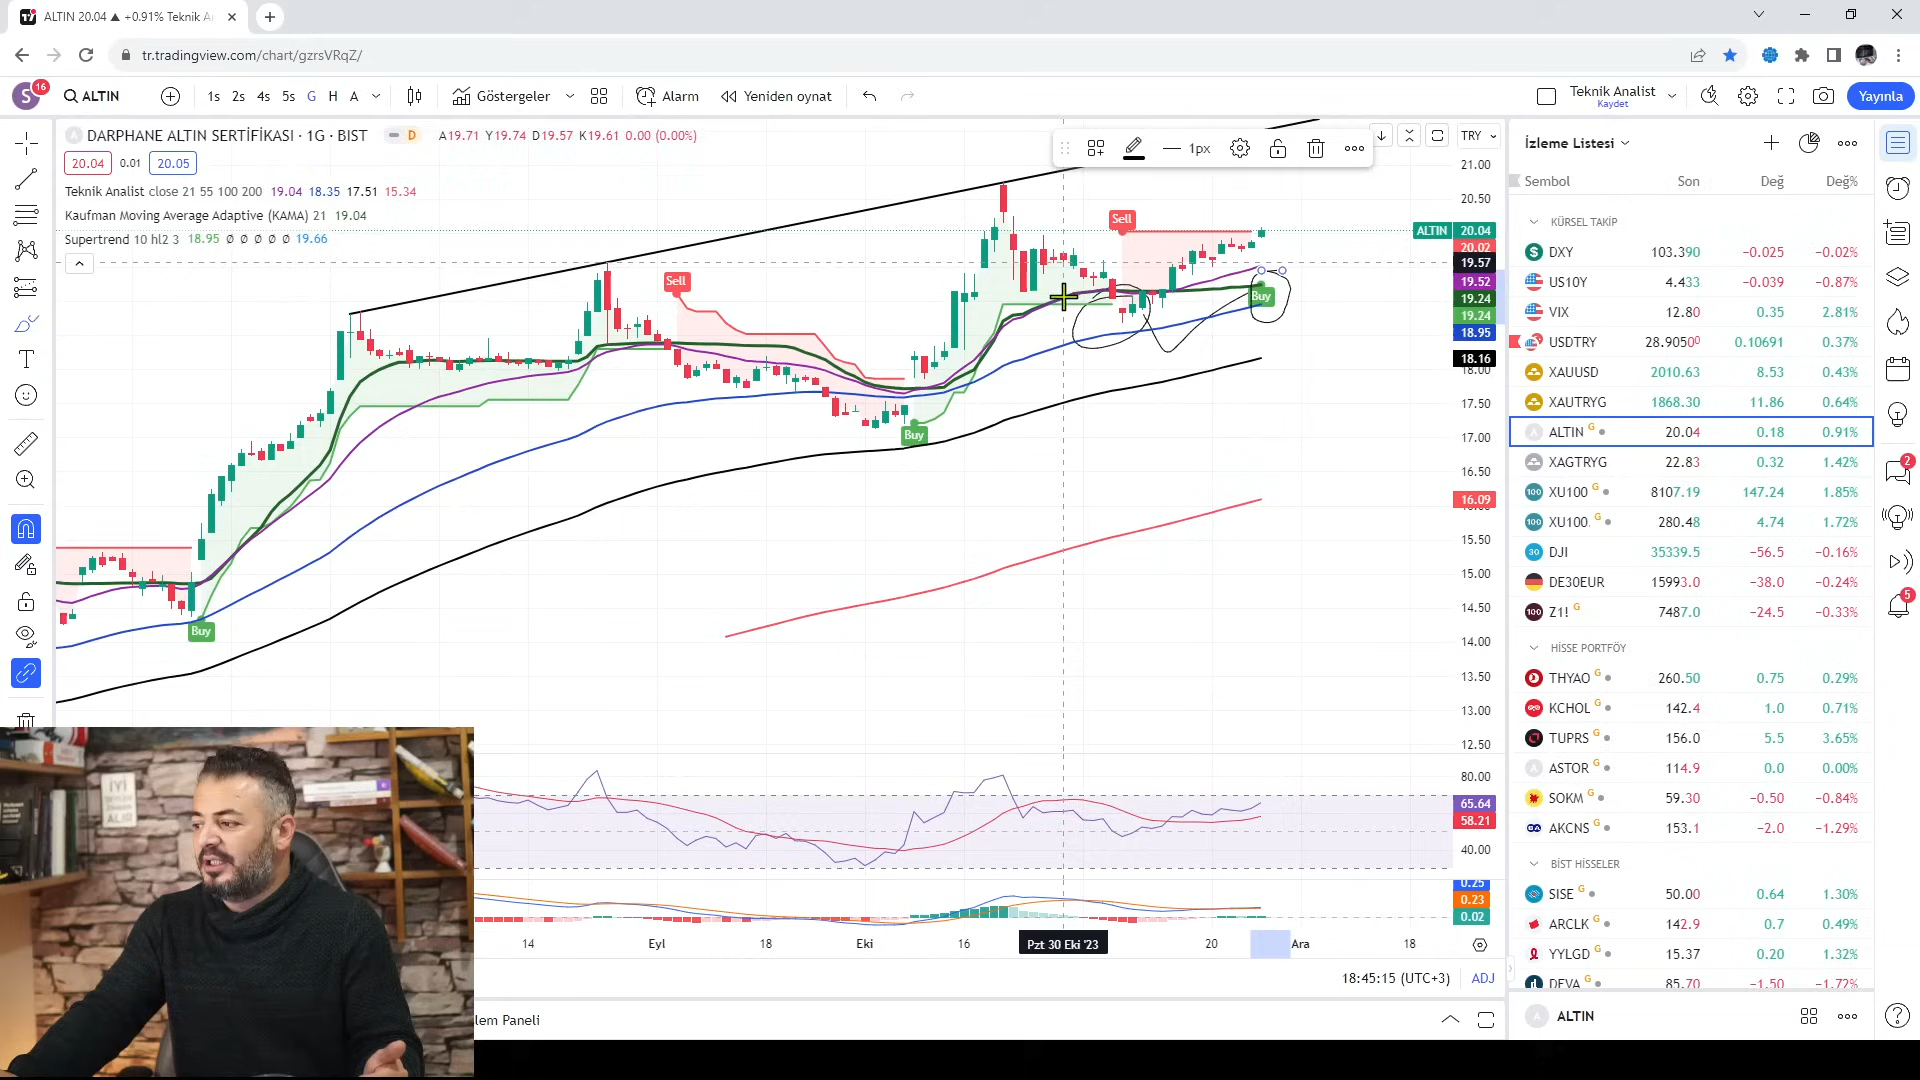 ALTIN 20.04 ▲ +0.91% Teknik A
tr.tradingview.com/chart/gzrsVRqZ/
S 16 ALTIN 1s 2s 4s 5s G H A Göstergeler Alarm Yeniden oynat Teknik Analist Kaydet Yayınla
DARPHANE ALTIN SERTİFİKASI · 1G · BIST D A19.71 Y19.74 D19.57 K19.61 0.00 (0.00%)
20.04 0.01 20.05
Teknik Analist close 21 55 100 200 19.04 18.35 17.51 15.34
Kaufman Moving Average Adaptive (KAMA) 21 19.04
Supertrend 10 hl2 3 18.95 Ø Ø Ø Ø Ø 19.66
1px
TRY
21.00
20.50
ALTIN 20.04
20.02
19.57
19.52
19.24
19.24
18.95
18.16
18.00
17.50
17.00
16.50
16.09
15.50
15.00
14.50
14.00
13.50
13.00
12.50
Sell
Sell
Buy
Buy
Buy
80.00
65.64
58.21
40.00
0.25
0.23
0.02
14 Eyl 18 Eki 16 Pzt 30 Eki '23 20 Ara 18
18:45:15 (UTC+3) ADJ
lem Paneli
İzleme Listesi
Sembol Son Değ Değ%
KÜRSEL TAKİP
DXY 103.390 −0.025 −0.02%
US10Y 4.433 −0.039 −0.87%
VIX 12.80 0.35 2.81%
USDTRY 28.90500 0.10691 0.37%
XAUUSD 2010.63 8.53 0.43%
XAUTRYG 1868.30 11.86 0.64%
ALTIN G 20.04 0.18 0.91%
XAGTRYG 22.83 0.32 1.42%
XU100 G 8107.19 147.24 1.85%
XU100. G 280.48 4.74 1.72%
DJI 35339.5 −56.5 −0.16%
DE30EUR 15993.0 −38.0 −0.24%
Z1! G 7487.0 −24.5 −0.33%
HİSSE PORTFÖY
THYAO G 260.50 0.75 0.29%
KCHOL G 142.4 1.0 0.71%
TUPRS G 156.0 5.5 3.65%
ASTOR G 114.9 0.0 0.00%
SOKM G 59.30 −0.50 −0.84%
AKCNS G 153.1 −2.0 −1.29%
BİST HİSSELER
SISE G 50.00 0.64 1.30%
ARCLK G 142.9 0.7 0.49%
YYLGD G 15.37 0.20 1.32%
DEVA G 85.70 −1.50 −1.72%
ALTIN
2
5